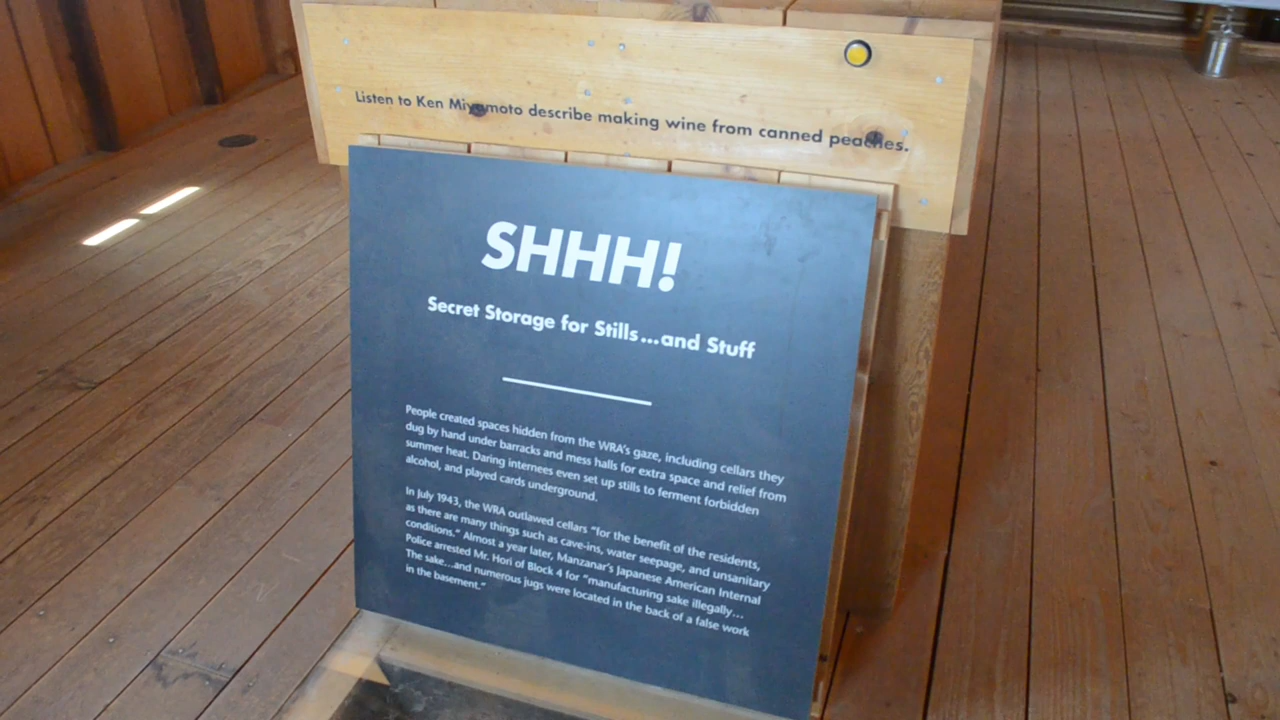 Listen to Ken Miyamoto describe making wine from canned peaches.
SHHH!
Secret Storage for Stills...and Stuff
People created spaces hidden from the WRA's gaze, including cellars they
dug by hand under barracks and mess halls for extra space and relief from
summer heat. Daring internees even set up stills to ferment forbidden
alcohol, and played cards underground.
In July 1943, the WRA outlawed cellars "for the benefit of the residents,
as there are many things such as cave-ins, water seepage, and unsanitary
conditions." Almost a year later, Manzanar's Japanese American Internal
Police arrested Mr. Hori of Block 4 for "manufacturing sake illegally...
The sake...and numerous jugs were located in the back of a false work
in the basement."